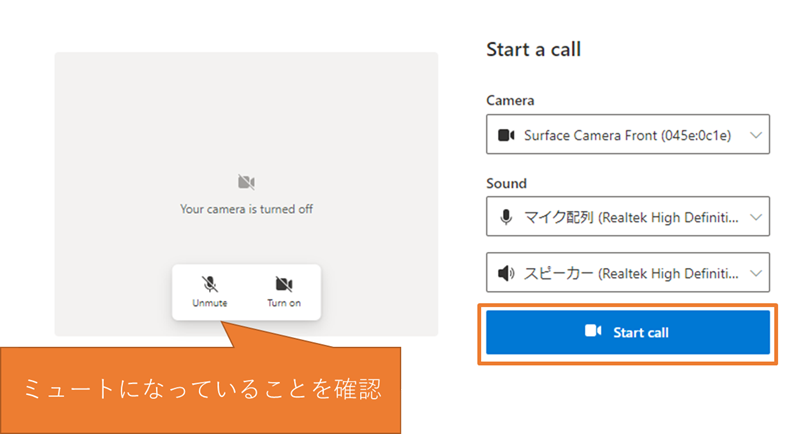 Start a call
Camera
Surface Camera Front (045e:0c1e)
Sound
マイク配列 (Realtek High Definiti...
スピーカー (Realtek High Definiti...
Start call
Your camera is turned off
Unmute
Turn on
ミュートになっていることを確認